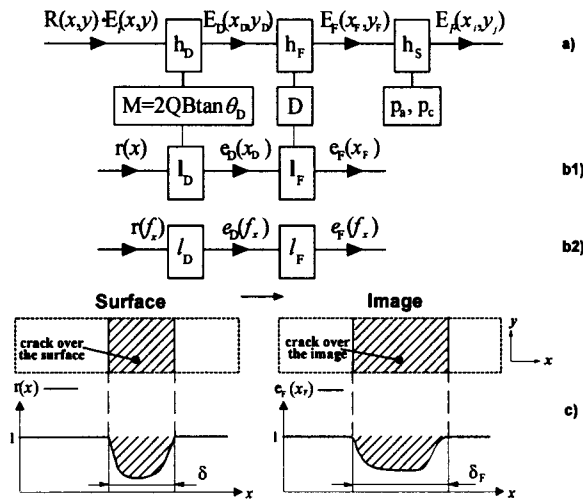 R(x,y)·E_i(x,y) E_D(x_D,y_D) E_F(x_F,y_F) E_P(x_i,y_j) a)
h_D h_F h_S
M=2QBtanθ_D D p_a, p_c
r(x) e_D(x_D) e_F(x_F) b1)
l_D l_F
r(f_x) e_D(f_x) e_F(f_x) b2)
l_D l_F
Surface Image
crack over
the surface
crack over
the image
y
x
r(x) e_F(x_F) c)
1 1
δ δ_F
x x